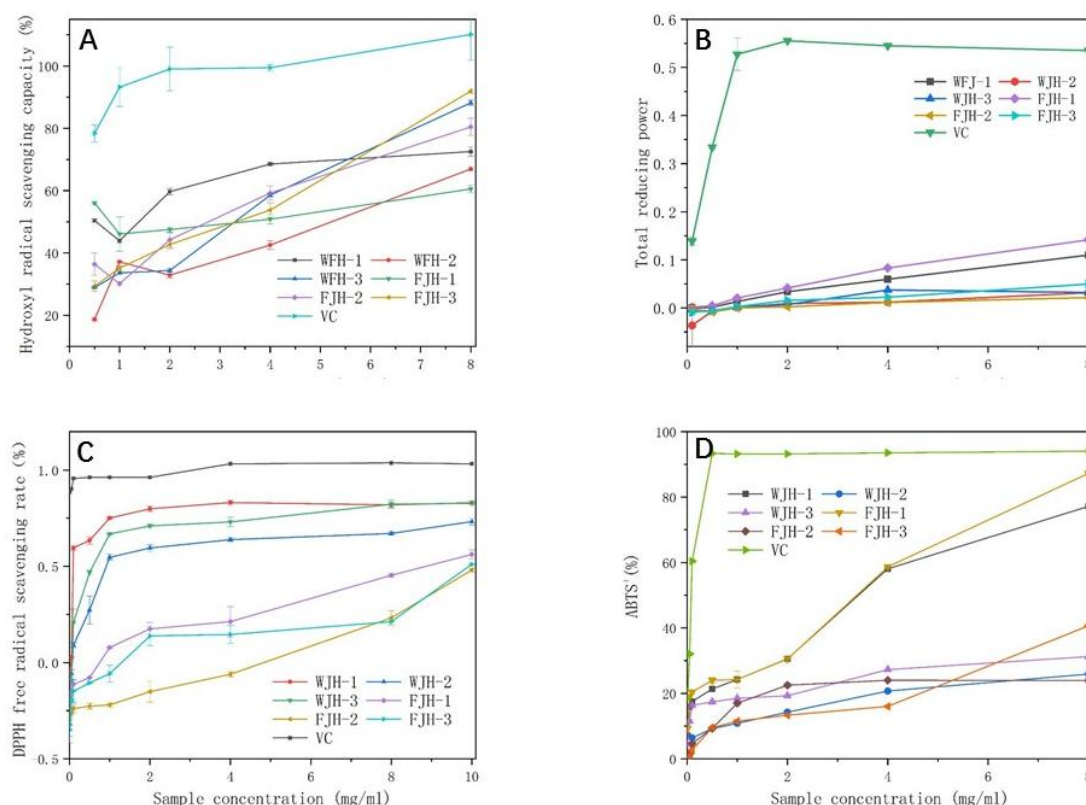 A
Hydroxyl radical scavenging capacity (%)
100
80
60
40
20
WFH-1 WFH-2
WFH-3 FJH-1
FJH-2 FJH-3
VC
0 1 2 3 4 5 6 7 8
B
Total reducing power
0.6
0.5
0.4
0.3
0.2
0.1
0.0
WFJ-1 WJH-2
WJH-3 FJH-1
FJH-2 FJH-3
VC
0 2 4 6
C
DPPH free radical scavenging rate (%)
1.0
0.5
0.0
-0.5
WJH-1 WJH-2
WJH-3 FJH-1
FJH-2 FJH-3
VC
0 2 4 6 8 10
Sample concentration (mg/ml)
D
ABTS'(%)
100
80
60
40
20
0
WJH-1 WJH-2
WJH-3 FJH-1
FJH-2 FJH-3
VC
0 2 4 6
Sample concentration (mg/ml)